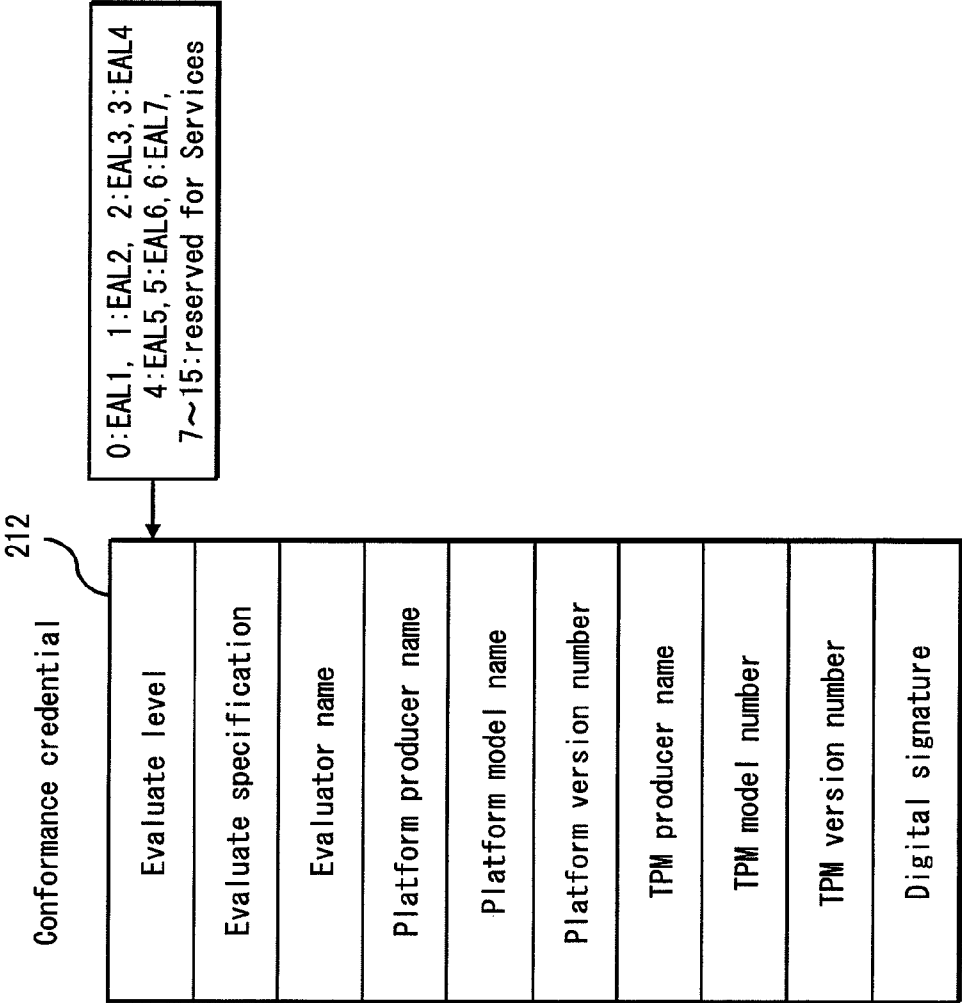 Conformance credential
212
Evaluate level
Evaluate specification
Evaluator name
Platform producer name
Platform model name
Platform version number
TPM producer name
TPM model number
TPM version number
Digital signature
0:EAL1, 1:EAL2, 2:EAL3, 3:EAL4
4:EAL5, 5:EAL6, 6:EAL7,
7～15:reserved for Services